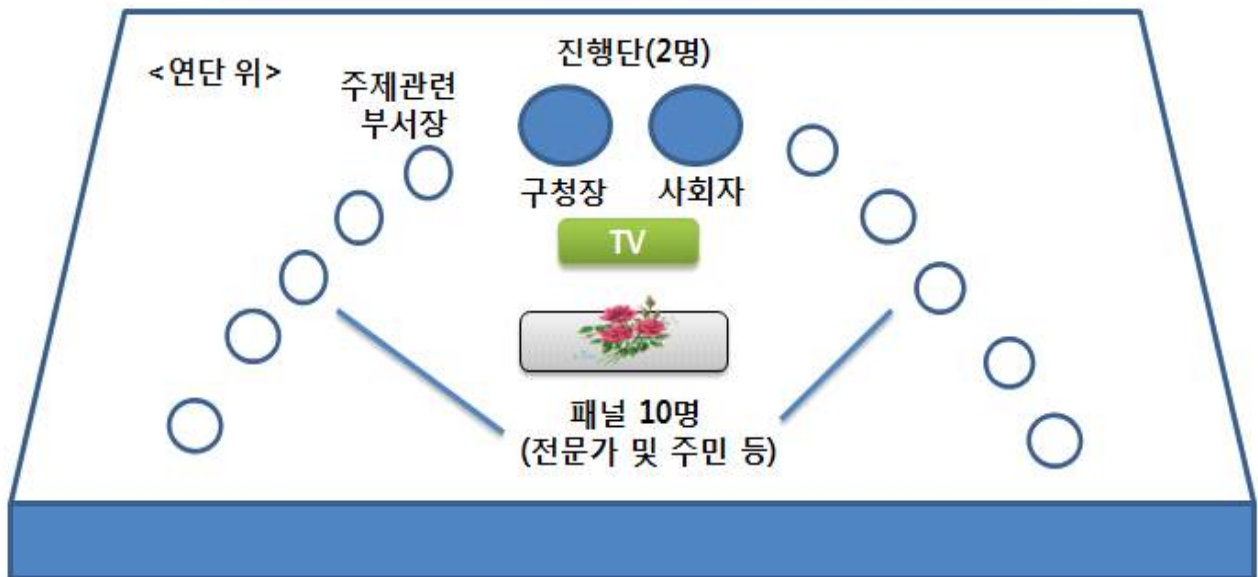 <연단 위>
진행단(2명)
주제관련
부서장
구청장
사회자
TV
패널 10명
(전문가 및 주민 등)